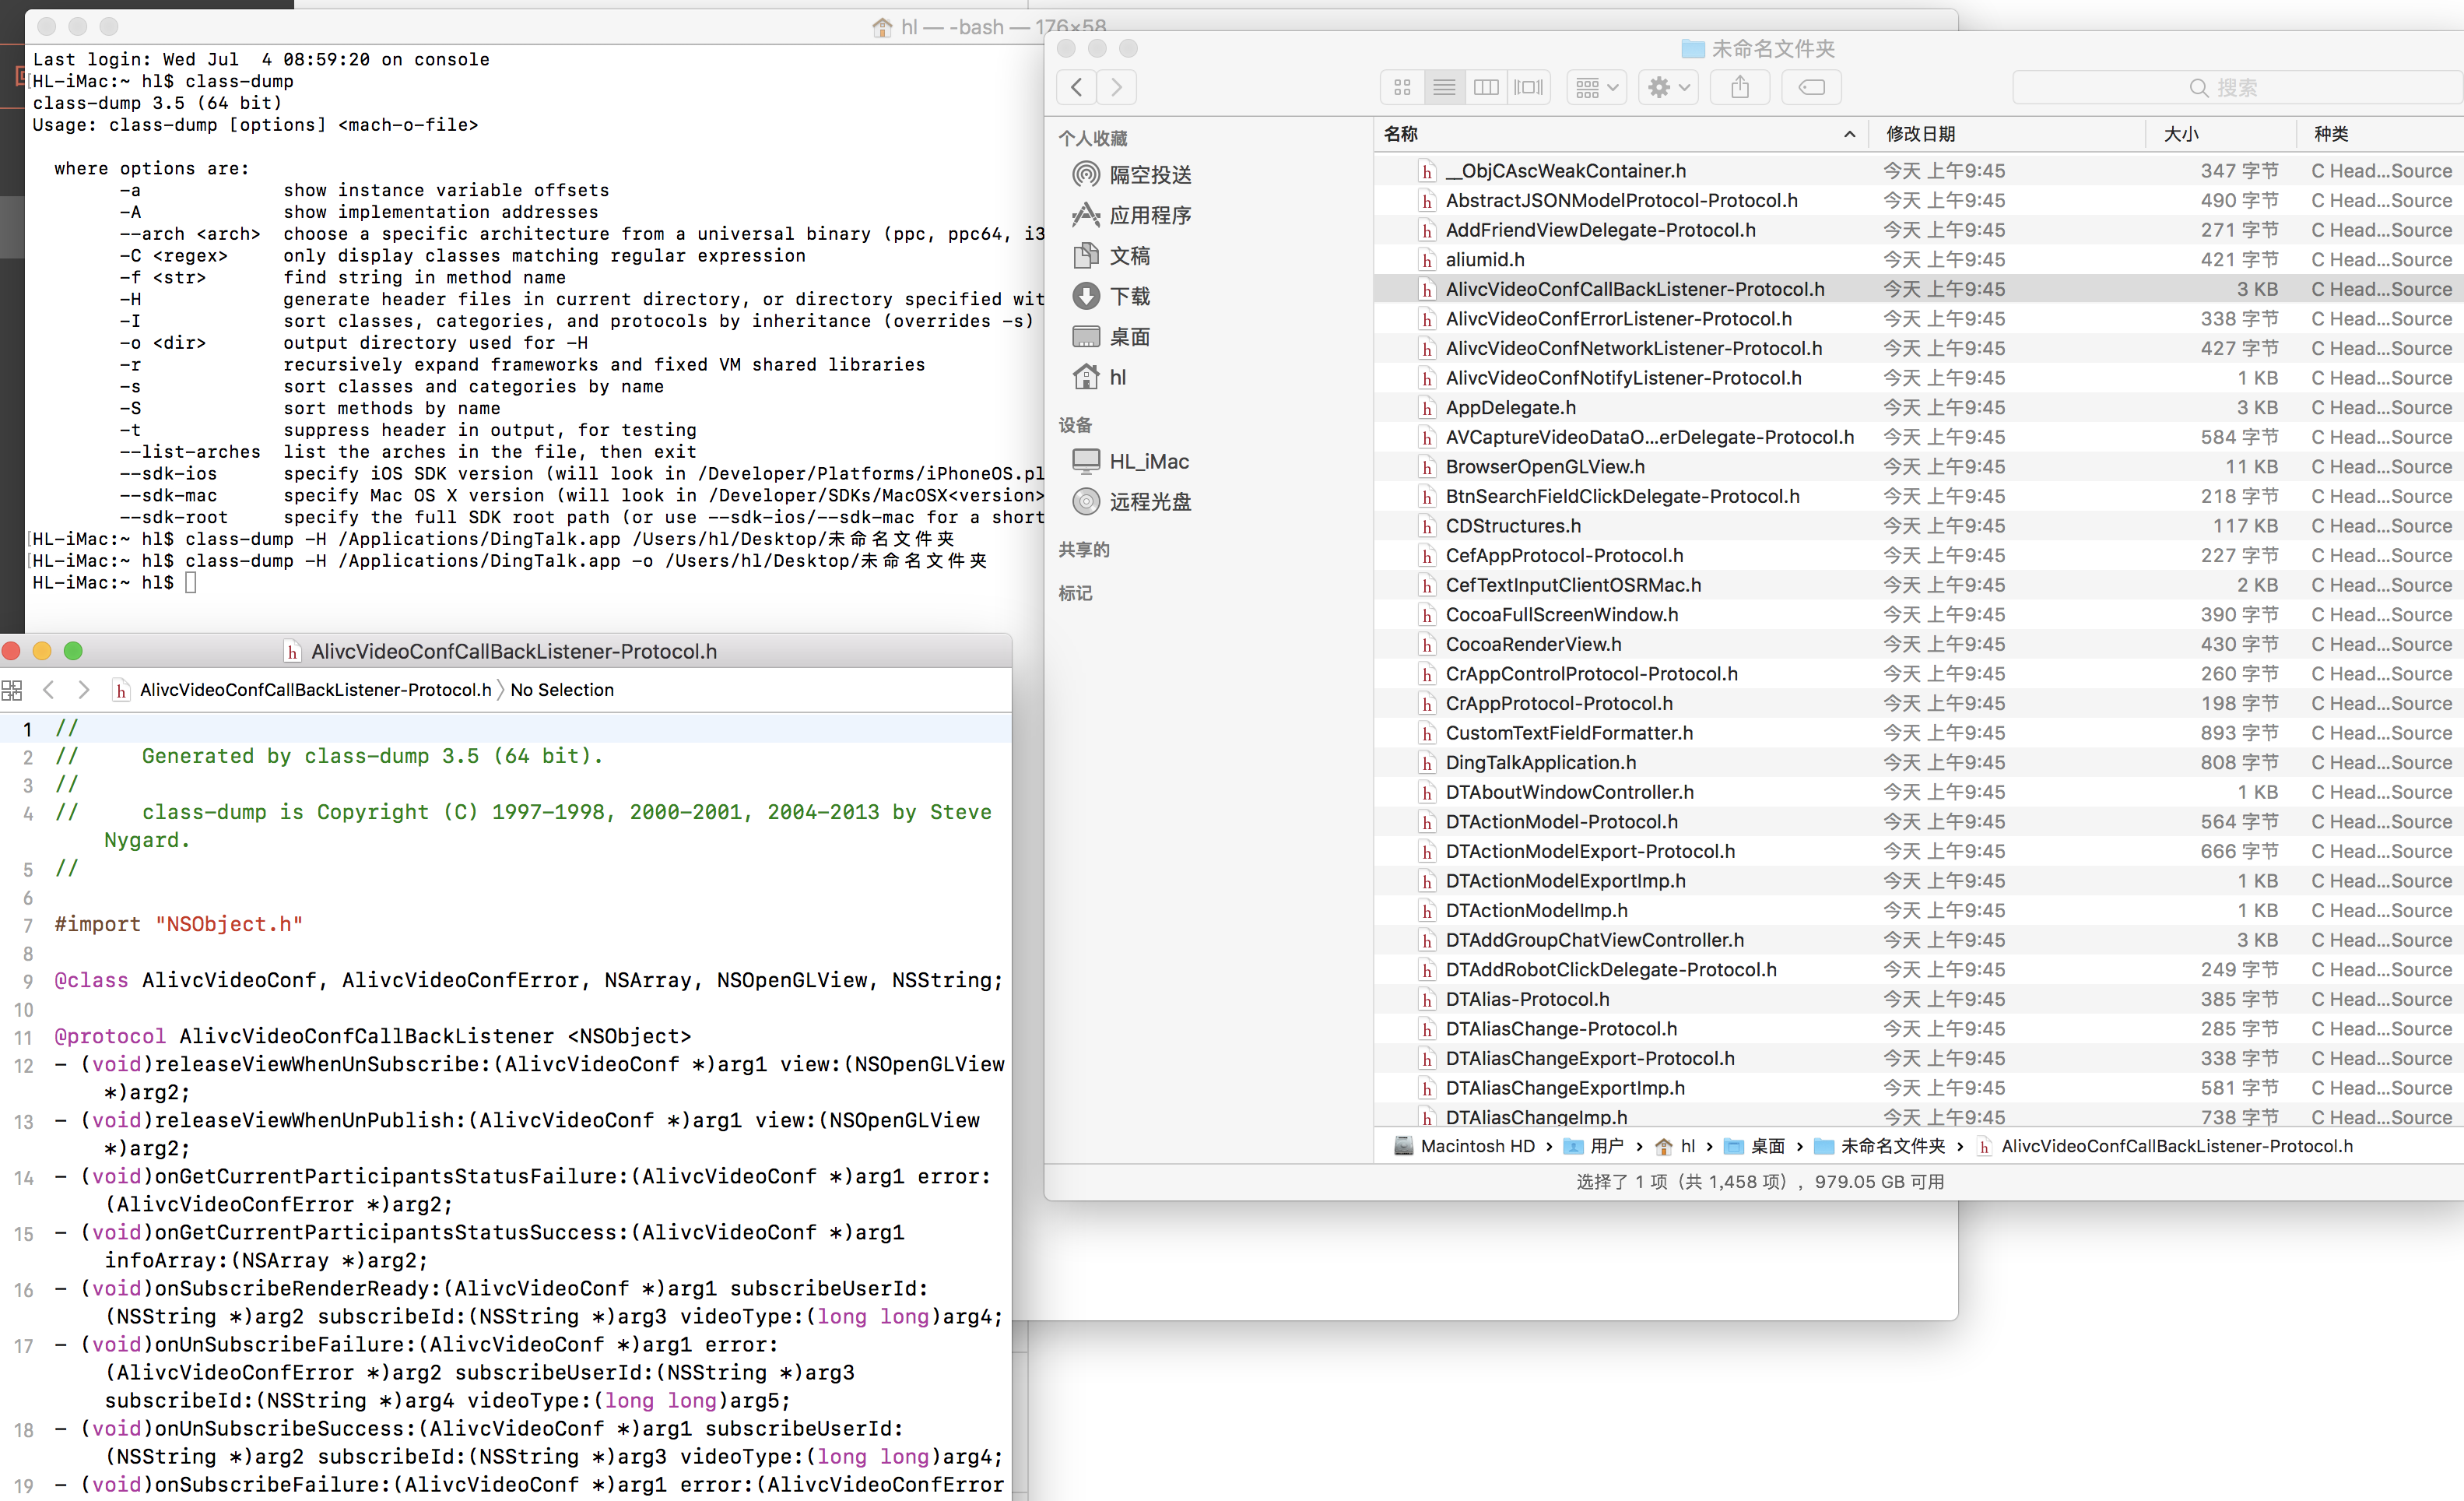 hl — -bash — 176×58
Last login: Wed Jul  4 08:59:20 on console
HL-iMac:~ hl$ class-dump
class-dump 3.5 (64 bit)
Usage: class-dump [options] <mach-o-file>
where options are:
-a show instance variable offsets
-A show implementation addresses
--arch <arch> choose a specific architecture from a universal binary (ppc, ppc64, i3
-C <regex> only display classes matching regular expression
-f <str> find string in method name
-H generate header files in current directory, or directory specified wit
-I sort classes, categories, and protocols by inheritance (overrides -s)
-o <dir> output directory used for -H
-r recursively expand frameworks and fixed VM shared libraries
-s sort classes and categories by name
-S sort methods by name
-t suppress header in output, for testing
--list-arches list the arches in the file, then exit
--sdk-ios specify iOS SDK version (will look in /Developer/Platforms/iPhoneOS.pl
--sdk-mac specify Mac OS X version (will look in /Developer/SDKs/MacOSX<version>
--sdk-root specify the full SDK root path (or use --sdk-ios/--sdk-mac for a short
HL-iMac:~ hl$ class-dump -H /Applications/DingTalk.app /Users/hl/Desktop/未命名文件夹
HL-iMac:~ hl$ class-dump -H /Applications/DingTalk.app -o /Users/hl/Desktop/未命名文件夹
HL-iMac:~ hl$
AlivcVideoConfCallBackListener-Protocol.h
AlivcVideoConfCallBackListener-Protocol.h 〉No Selection
1 //
2 //      Generated by class-dump 3.5 (64 bit).
3 //
4 //      class-dump is Copyright (C) 1997-1998, 2000-2001, 2004-2013 by Steve
Nygard.
5 //
6
7 #import "NSObject.h"
8
9 @class AlivcVideoConf, AlivcVideoConfError, NSArray, NSOpenGLView, NSString;
10
11 @protocol AlivcVideoConfCallBackListener <NSObject>
12 - (void)releaseViewWhenUnSubscribe:(AlivcVideoConf *)arg1 view:(NSOpenGLView
*)arg2;
13 - (void)releaseViewWhenUnPublish:(AlivcVideoConf *)arg1 view:(NSOpenGLView
*)arg2;
14 - (void)onGetCurrentParticipantsStatusFailure:(AlivcVideoConf *)arg1 error:
(AlivcVideoConfError *)arg2;
15 - (void)onGetCurrentParticipantsStatusSuccess:(AlivcVideoConf *)arg1
infoArray:(NSArray *)arg2;
16 - (void)onSubscribeRenderReady:(AlivcVideoConf *)arg1 subscribeUserId:
(NSString *)arg2 subscribeId:(NSString *)arg3 videoType:(long long)arg4;
17 - (void)onUnSubscribeFailure:(AlivcVideoConf *)arg1 error:
(AlivcVideoConfError *)arg2 subscribeUserId:(NSString *)arg3
subscribeId:(NSString *)arg4 videoType:(long long)arg5;
18 - (void)onUnSubscribeSuccess:(AlivcVideoConf *)arg1 subscribeUserId:
(NSString *)arg2 subscribeId:(NSString *)arg3 videoType:(long long)arg4;
19 - (void)onSubscribeFailure:(AlivcVideoConf *)arg1 error:(AlivcVideoConfError
未命名文件夹
搜索
个人收藏
隔空投送
应用程序
文稿
下载
桌面
hl
设备
HL_iMac
远程光盘
共享的
标记
名称 修改日期 大小 种类
__ObjCAscWeakContainer.h 今天 上午9:45 347 字节 C Head...Source
AbstractJSONModelProtocol-Protocol.h 今天 上午9:45 490 字节 C Head...Source
AddFriendViewDelegate-Protocol.h 今天 上午9:45 271 字节 C Head...Source
aliumid.h 今天 上午9:45 421 字节 C Head...Source
AlivcVideoConfCallBackListener-Protocol.h 今天 上午9:45 3 KB C Head...Source
AlivcVideoConfErrorListener-Protocol.h 今天 上午9:45 338 字节 C Head...Source
AlivcVideoConfNetworkListener-Protocol.h 今天 上午9:45 427 字节 C Head...Source
AlivcVideoConfNotifyListener-Protocol.h 今天 上午9:45 1 KB C Head...Source
AppDelegate.h 今天 上午9:45 3 KB C Head...Source
AVCaptureVideoDataO...erDelegate-Protocol.h 今天 上午9:45 584 字节 C Head...Source
BrowserOpenGLView.h 今天 上午9:45 11 KB C Head...Source
BtnSearchFieldClickDelegate-Protocol.h 今天 上午9:45 218 字节 C Head...Source
CDStructures.h 今天 上午9:45 117 KB C Head...Source
CefAppProtocol-Protocol.h 今天 上午9:45 227 字节 C Head...Source
CefTextInputClientOSRMac.h 今天 上午9:45 2 KB C Head...Source
CocoaFullScreenWindow.h 今天 上午9:45 390 字节 C Head...Source
CocoaRenderView.h 今天 上午9:45 430 字节 C Head...Source
CrAppControlProtocol-Protocol.h 今天 上午9:45 260 字节 C Head...Source
CrAppProtocol-Protocol.h 今天 上午9:45 198 字节 C Head...Source
CustomTextFieldFormatter.h 今天 上午9:45 893 字节 C Head...Source
DingTalkApplication.h 今天 上午9:45 808 字节 C Head...Source
DTAboutWindowController.h 今天 上午9:45 1 KB C Head...Source
DTActionModel-Protocol.h 今天 上午9:45 564 字节 C Head...Source
DTActionModelExport-Protocol.h 今天 上午9:45 666 字节 C Head...Source
DTActionModelExportImp.h 今天 上午9:45 1 KB C Head...Source
DTActionModelImp.h 今天 上午9:45 1 KB C Head...Source
DTAddGroupChatViewController.h 今天 上午9:45 3 KB C Head...Source
DTAddRobotClickDelegate-Protocol.h 今天 上午9:45 249 字节 C Head...Source
DTAlias-Protocol.h 今天 上午9:45 385 字节 C Head...Source
DTAliasChange-Protocol.h 今天 上午9:45 285 字节 C Head...Source
DTAliasChangeExport-Protocol.h 今天 上午9:45 338 字节 C Head...Source
DTAliasChangeExportImp.h 今天 上午9:45 581 字节 C Head...Source
DTAliasChangeImp.h 今天 上午9:45 738 字节 C Head...Source
Macintosh HD › 用户 › hl › 桌面 › 未命名文件夹 › AlivcVideoConfCallBackListener-Protocol.h
选择了 1 项（共 1,458 项），979.05 GB 可用